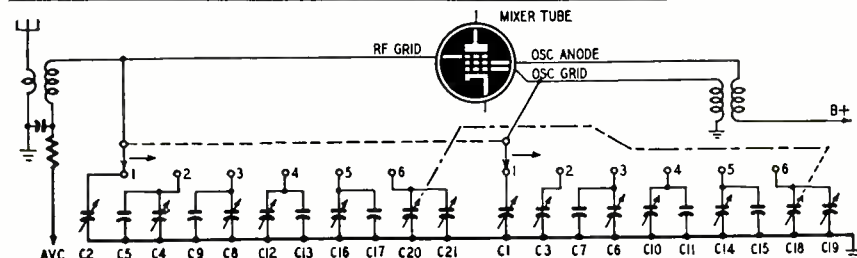 MIXER TUBE
RF GRID
OSC ANODE
OSC GRID
B+
1 2 3 4 5 6 1 2 3 4 5 6
AVC C2 C5 C4 C9 C8 C12 C13 C16 C17 C20 C21 C1 C3 C7 C6 C10 C11 C14 C15 C18 C19